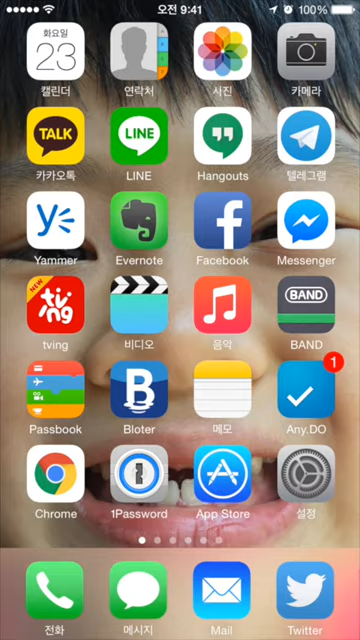 오전 9:41
100%
화요일
23
캘린더
연락처
사진
카메라
TALK
LINE
카카오톡
LINE
Hangouts
텔레그램
y
f
Yammer
Evernote
Facebook
Messenger
NEW
tving
BAND
tving
비디오
음악
BAND
1
B
Passbook
Bloter
메모
Any.DO
Chrome
1Password
App Store
설정
전화
메시지
Mail
Twitter